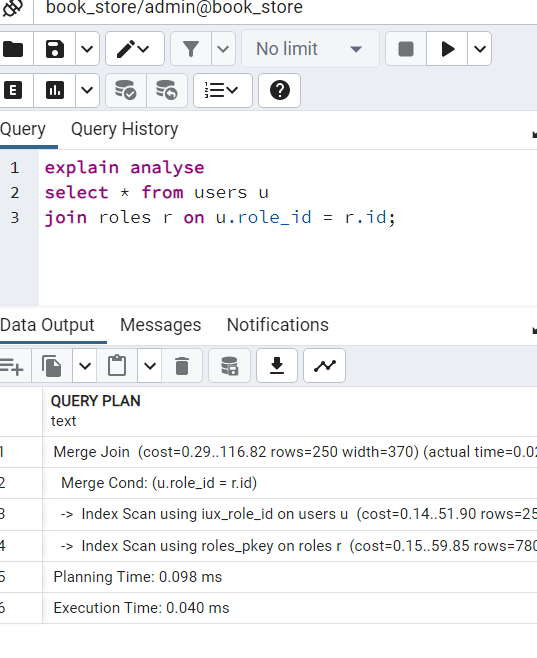 book_store/admin@book_store
No limit
E
Query Query History
1 explain analyse
2 select * from users u
3 join roles r on u.role_id = r.id;
Data Output Messages Notifications
QUERY PLAN
text
1 Merge Join (cost=0.29..116.82 rows=250 width=370) (actual time=0.02
2 Merge Cond: (u.role_id = r.id)
3 -> Index Scan using iux_role_id on users u (cost=0.14..51.90 rows=25
4 -> Index Scan using roles_pkey on roles r (cost=0.15..59.85 rows=780
5 Planning Time: 0.098 ms
6 Execution Time: 0.040 ms